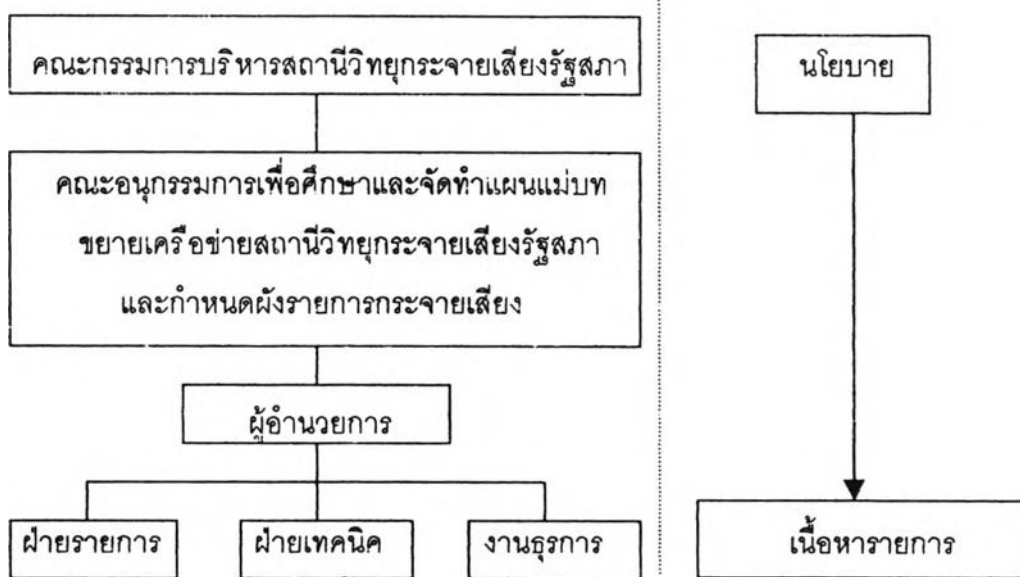 คณะกรรมการบริหารสถานีวิทยุกระจายเสียงรัฐสภา
คณะอนุกรรมการเพื่อศึกษาและจัดทำแผนแม่บท
ขยายเครือข่ายสถานีวิทยุกระจายเสียงรัฐสภา
และกำหนดผังรายการกระจายเสียง
ผู้อำนวยการ
ฝ่ายรายการ
ฝ่ายเทคนิค
งานธุรการ
นโยบาย
เนื้อหารายการ